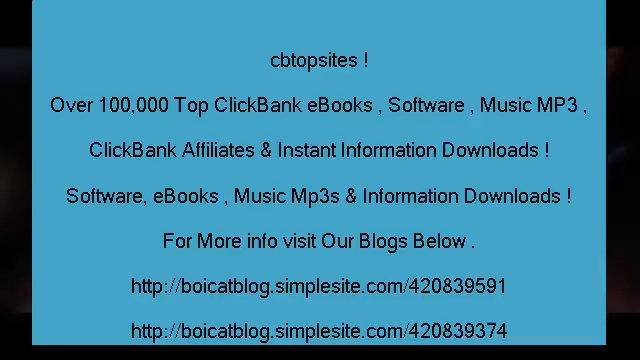 cbtopsites !
Over 100,000 Top ClickBank eBooks , Software , Music MP3 ,
ClickBank Affiliates & Instant Information Downloads !
Software, eBooks , Music Mp3s & Information Downloads !
For More info visit Our Blogs Below .
http://boicatblog.simplesite.com/420839591
http://boicatblog.simplesite.com/420839374